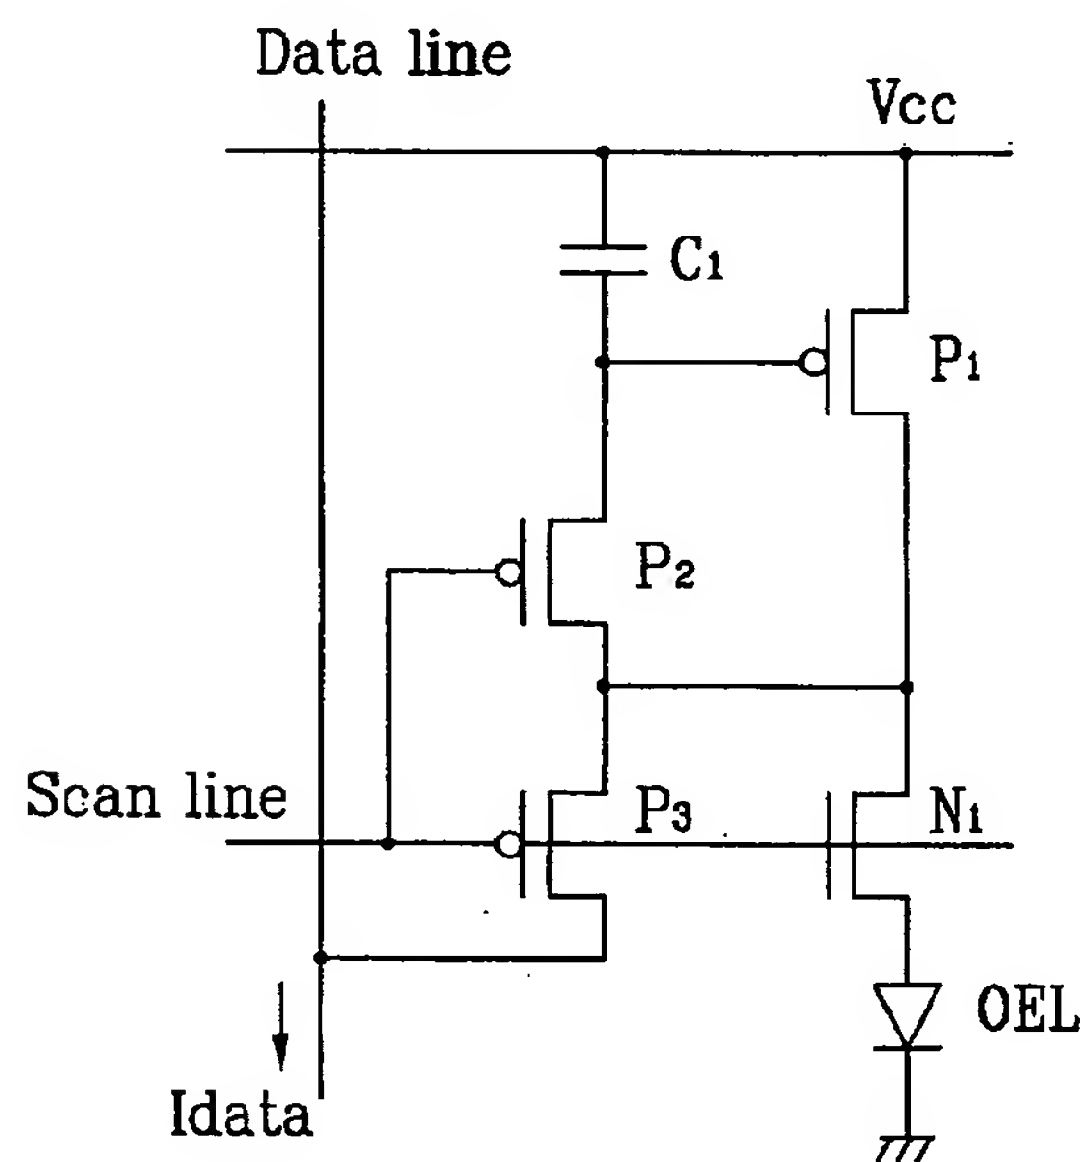 Data line
Vcc
C1
P1
P2
Scan line
P3
N1
OEL
Idata